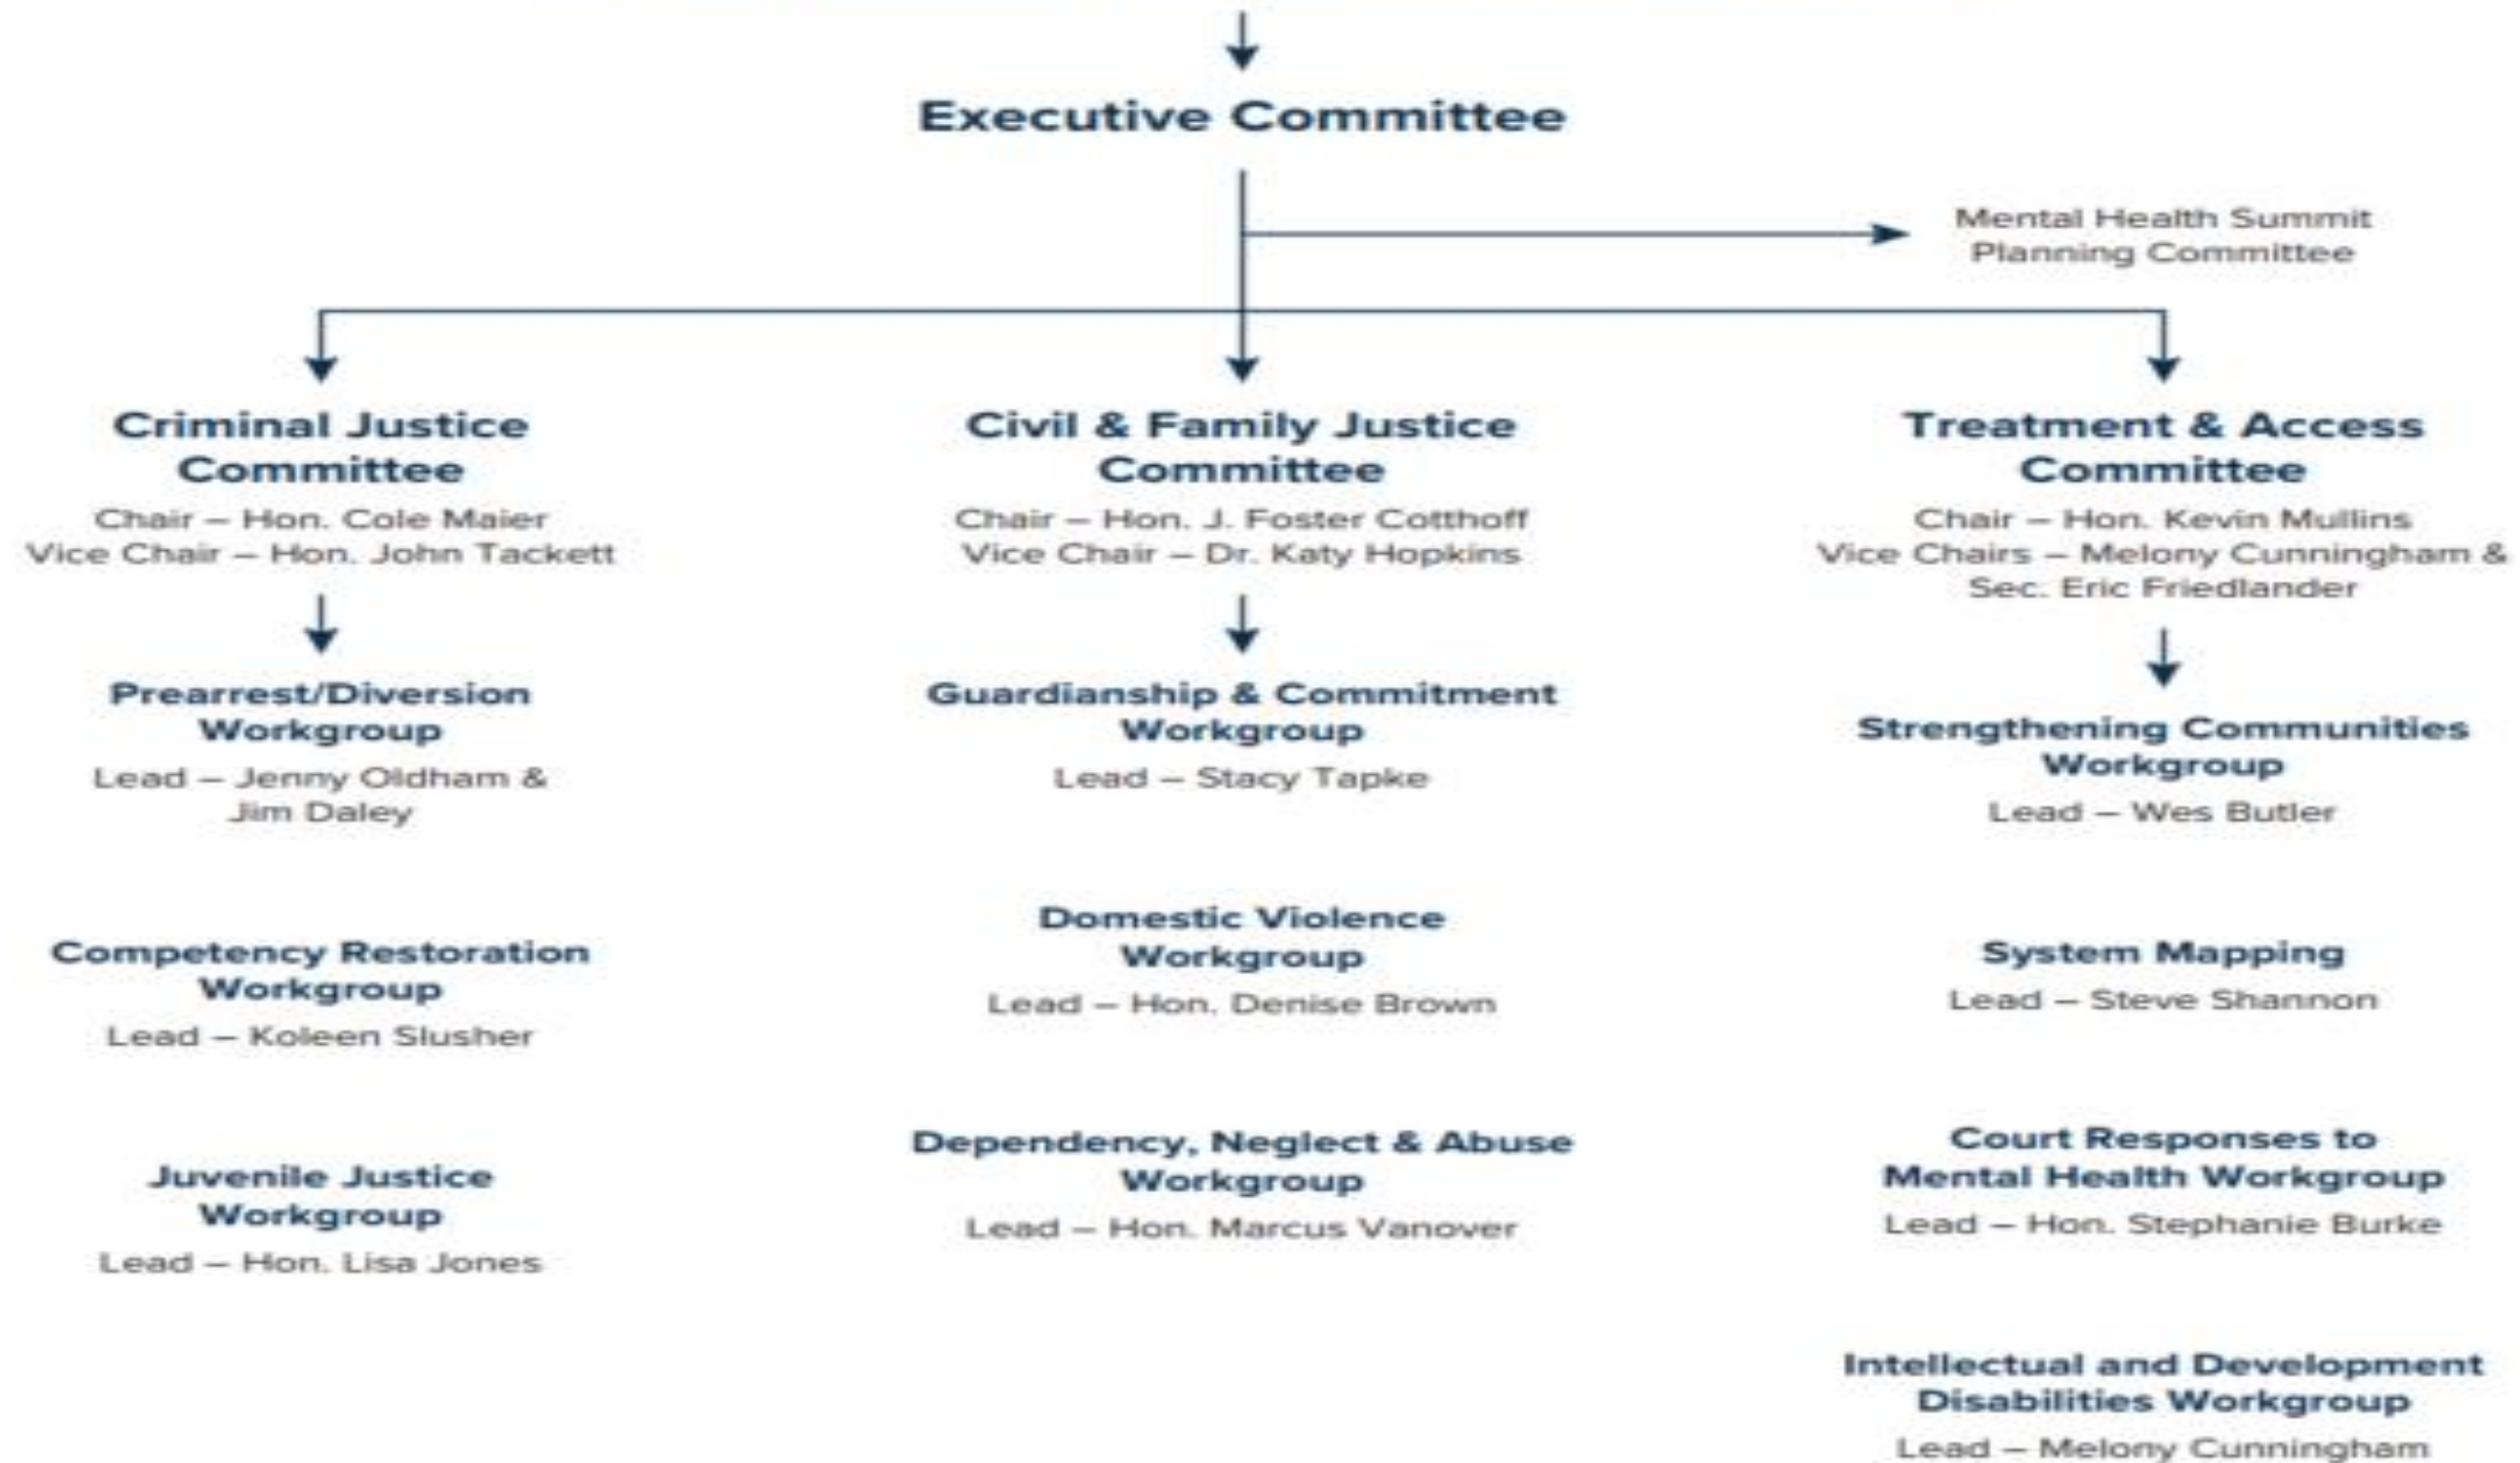 Executive Committee
Mental Health Summit
Planning Committee
Criminal Justice
Committee
Chair – Hon. Cole Maier
Vice Chair – Hon. John Tackett
Prearrest/Diversion
Workgroup
Lead – Jenny Oldham &
Jim Daley
Competency Restoration
Workgroup
Lead – Koleen Slusher
Juvenile Justice
Workgroup
Lead – Hon. Lisa Jones
Civil & Family Justice
Committee
Chair – Hon. J. Foster Cotthoff
Vice Chair – Dr. Katy Hopkins
Guardianship & Commitment
Workgroup
Lead – Stacy Tapke
Domestic Violence
Workgroup
Lead – Hon. Denise Brown
Dependency, Neglect & Abuse
Workgroup
Lead – Hon. Marcus Vanover
Treatment & Access
Committee
Chair – Hon. Kevin Mullins
Vice Chairs – Melony Cunningham &
Sec. Eric Friedlander
Strengthening Communities
Workgroup
Lead – Wes Butler
System Mapping
Lead – Steve Shannon
Court Responses to
Mental Health Workgroup
Lead – Hon. Stephanie Burke
Intellectual and Development
Disabilities Workgroup
Lead – Melony Cunningham